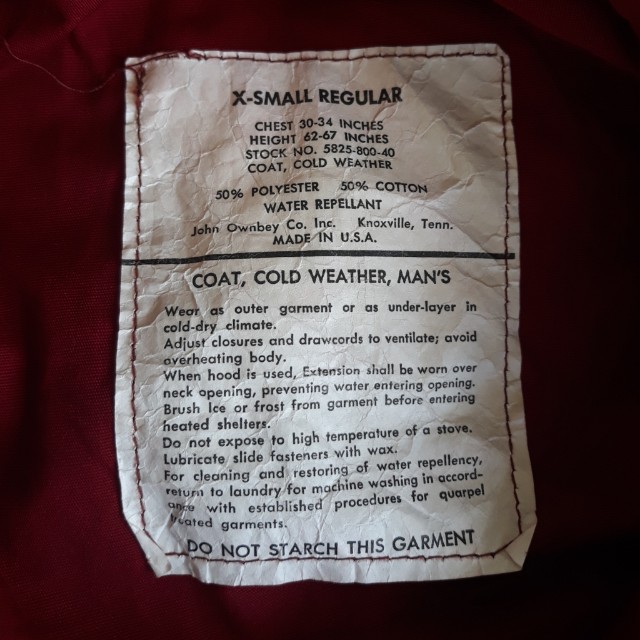 X-SMALL REGULAR
CHEST 30-34 INCHES
HEIGHT 62-67 INCHES
STOCK NO. 5825-800-40
COAT, COLD WEATHER
50% POLYESTER 50% COTTON
WATER REPELLANT
John Ownbey Co. Inc. Knoxville, Tenn.
MADE IN U.S.A.
COAT, COLD WEATHER, MAN'S
Wear as outer garment or as under-layer in
cold-dry climate.
Adjust closures and drawcords to ventilate; avoid
overheating body.
When hood is used, Extension shall be worn over
neck opening, preventing water entering opening.
Brush Ice or frost from garment before entering
heated shelters.
Do not expose to high temperature of a stove.
Lubricate slide fasteners with wax.
For cleaning and restoring of water repellency,
return to laundry for machine washing in accord-
ance with established procedures for quarpel
treated garments.
DO NOT STARCH THIS GARMENT